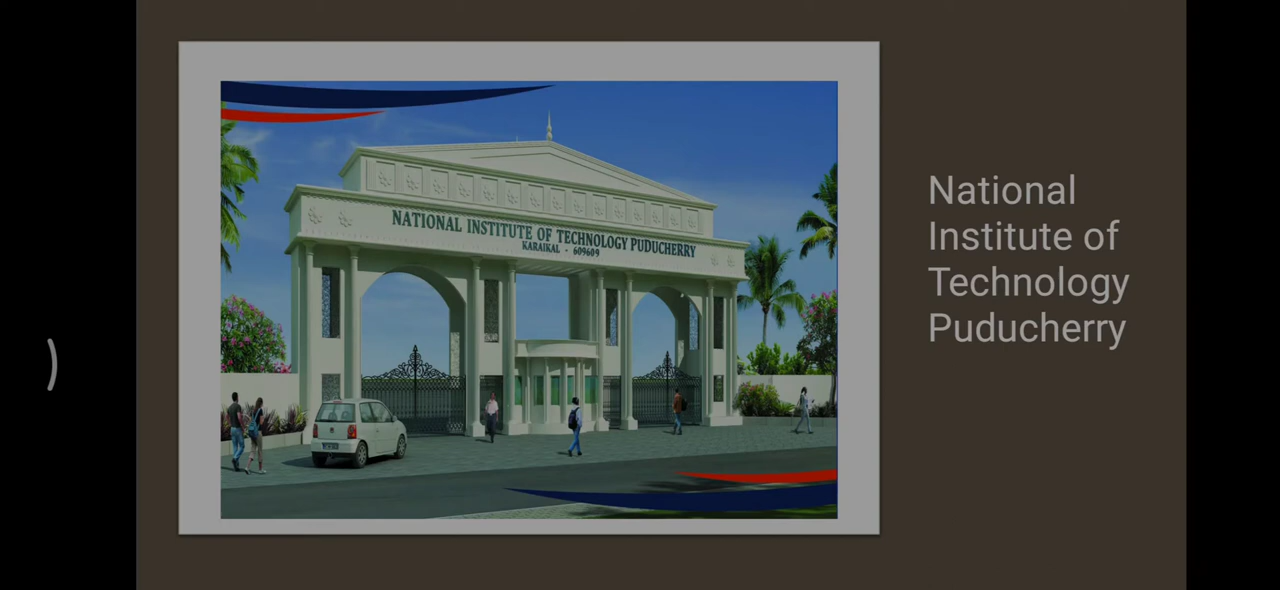 NATIONAL INSTITUTE OF TECHNOLOGY PUDUCHERRY
KARAIKAL - 609609
National
Institute of
Technology
Puducherry